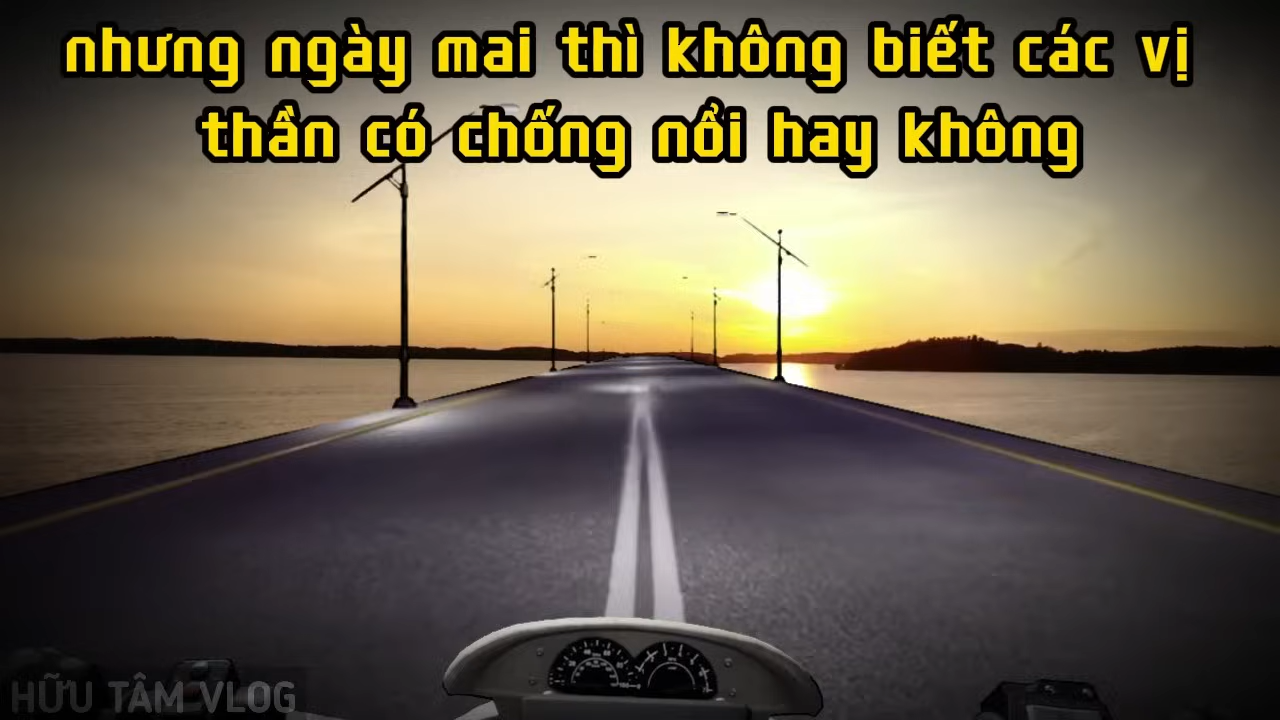 nhưng ngày mai thì không biết các vị
thần có chống nổi hay không
HỮU TÂM VLOG